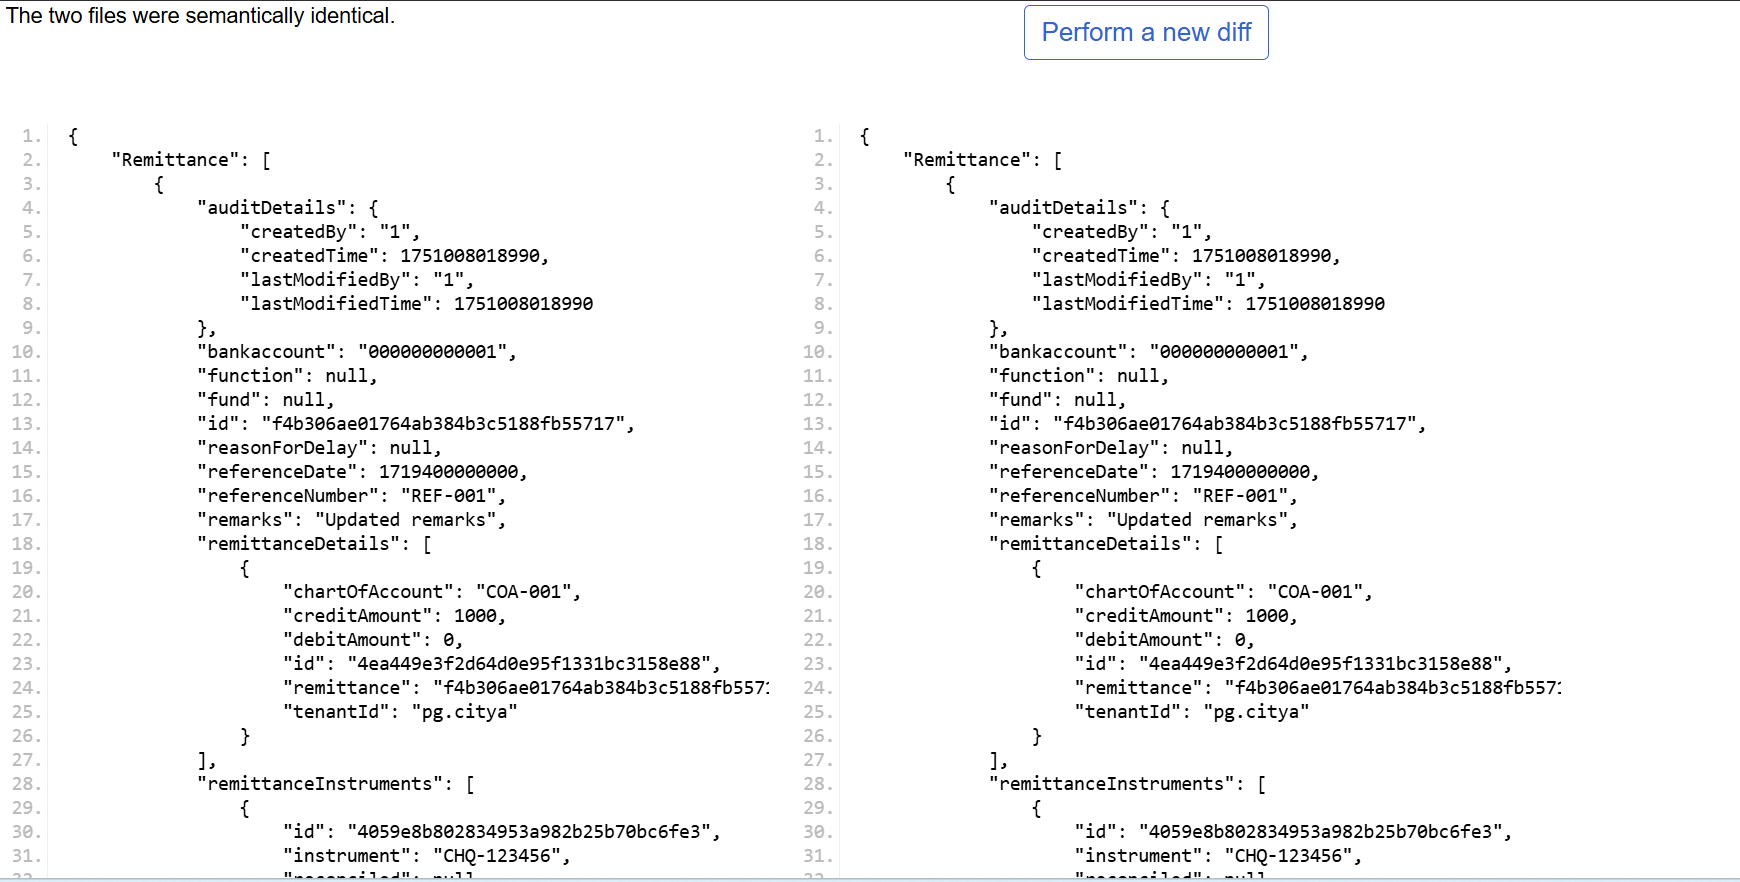 The two files were semantically identical.
Perform a new diff
1. {
2. "Remittance": [
3. {
4. "auditDetails": {
5. "createdBy": "1",
6. "createdTime": 1751008018990,
7. "lastModifiedBy": "1",
8. "lastModifiedTime": 1751008018990
9. },
10. "bankaccount": "000000000001",
11. "function": null,
12. "fund": null,
13. "id": "f4b306ae01764ab384b3c5188fb55717",
14. "reasonForDelay": null,
15. "referenceDate": 1719400000000,
16. "referenceNumber": "REF-001",
17. "remarks": "Updated remarks",
18. "remittanceDetails": [
19. {
20. "chartOfAccount": "COA-001",
21. "creditAmount": 1000,
22. "debitAmount": 0,
23. "id": "4ea449e3f2d64d0e95f1331bc3158e88",
24. "remittance": "f4b306ae01764ab384b3c5188fb557
25. "tenantId": "pg.citya"
26. }
27. ],
28. "remittanceInstruments": [
29. {
30. "id": "4059e8b802834953a982b25b70bc6fe3",
31. "instrument": "CHQ-123456",
1. {
2. "Remittance": [
3. {
4. "auditDetails": {
5. "createdBy": "1",
6. "createdTime": 1751008018990,
7. "lastModifiedBy": "1",
8. "lastModifiedTime": 1751008018990
9. },
10. "bankaccount": "000000000001",
11. "function": null,
12. "fund": null,
13. "id": "f4b306ae01764ab384b3c5188fb55717",
14. "reasonForDelay": null,
15. "referenceDate": 1719400000000,
16. "referenceNumber": "REF-001",
17. "remarks": "Updated remarks",
18. "remittanceDetails": [
19. {
20. "chartOfAccount": "COA-001",
21. "creditAmount": 1000,
22. "debitAmount": 0,
23. "id": "4ea449e3f2d64d0e95f1331bc3158e88",
24. "remittance": "f4b306ae01764ab384b3c5188fb557
25. "tenantId": "pg.citya"
26. }
27. ],
28. "remittanceInstruments": [
29. {
30. "id": "4059e8b802834953a982b25b70bc6fe3",
31. "instrument": "CHQ-123456",